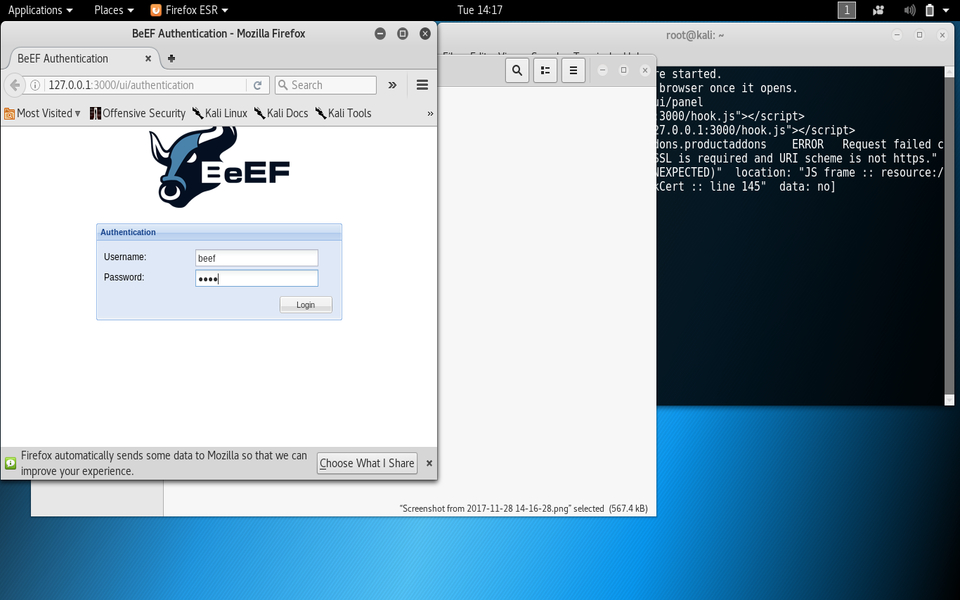 Applications Places Firefox ESR Tue 14:17 1
BeEF Authentication - Mozilla Firefox
BeEF Authentication
127.0.0.1:3000/ui/authentication Search
Most Visited Offensive Security Kali Linux Kali Docs Kali Tools »
BeEF
Authentication
Username: beef
Password: ••••
Login
Firefox automatically sends some data to Mozilla so that we can
improve your experience.
Choose What I Share
"Screenshot from 2017-11-28 14-16-28.png" selected (567.4 kB)
root@kali: ~
re started.
browser once it opens.
ui/panel
:3000/hook.js"></script>
27.0.0.1:3000/hook.js"></script>
dons.productaddons ERROR Request failed c
SSL is required and URI scheme is not https."
NEXPECTED)" location: "JS frame :: resource:/
kCert :: line 145" data: no]